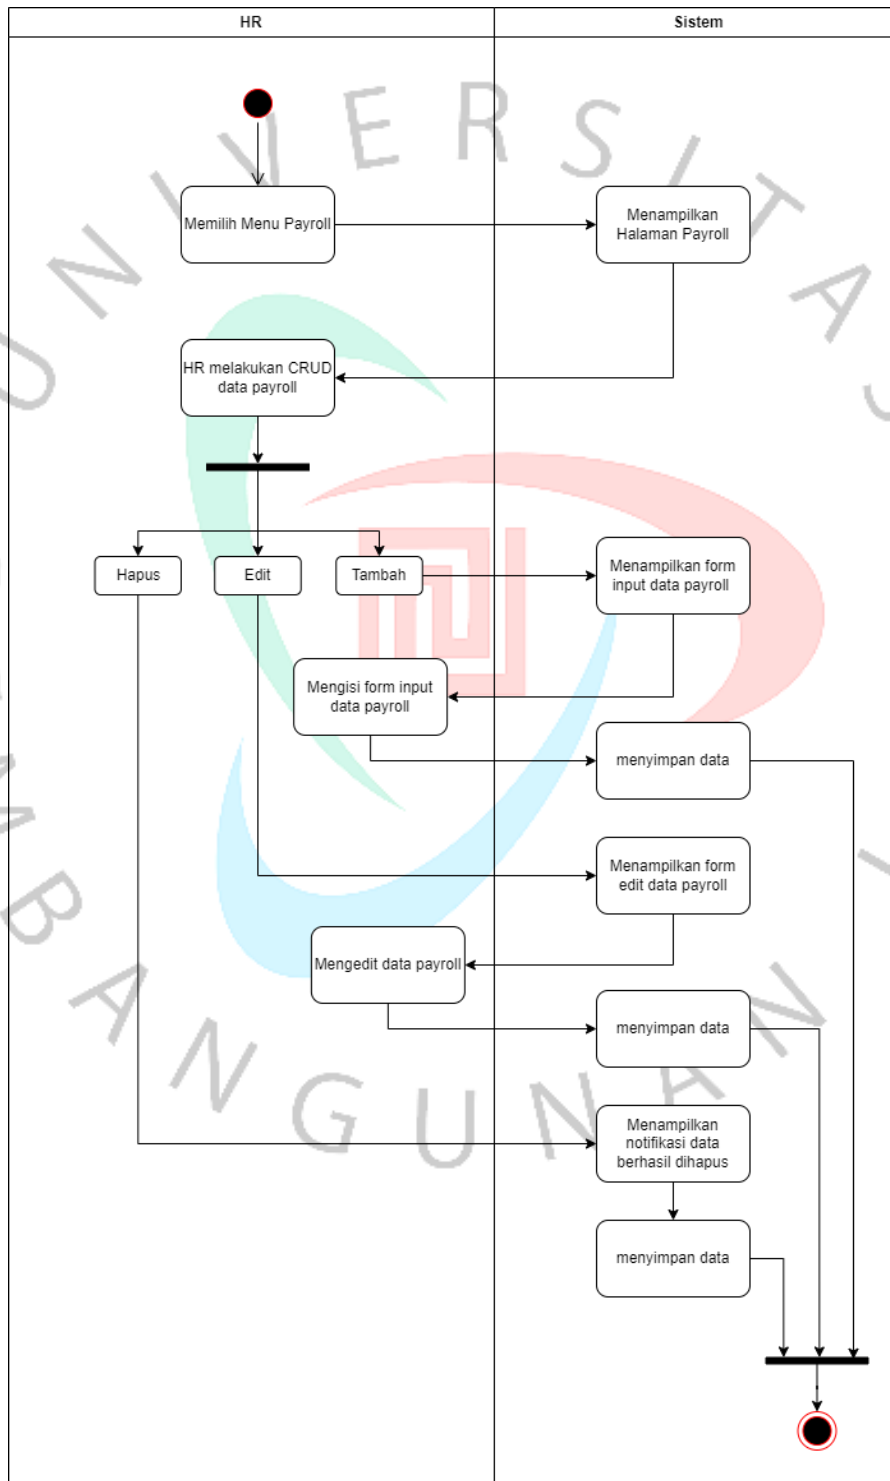 HR
Sistem
Memilih Menu Payroll
Menampilkan
Halaman Payroll
HR melakukan CRUD
data payroll
Hapus
Edit
Tambah
Menampilkan form
input data payroll
Mengisi form input
data payroll
menyimpan data
Menampilkan form
edit data payroll
Mengedit data payroll
menyimpan data
Menampilkan
notifikasi data
berhasil dihapus
menyimpan data
UNIVERSITAS
MBANGUNAN